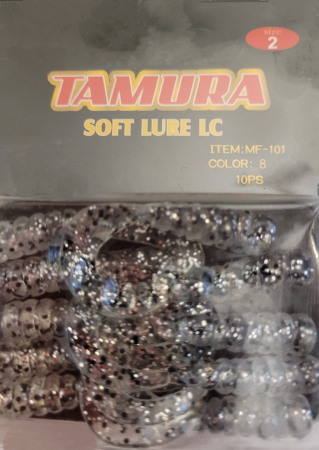 2
TAMURA
SOFT LURE LC
ITEM:MF-101
COLOR: 8
10PS